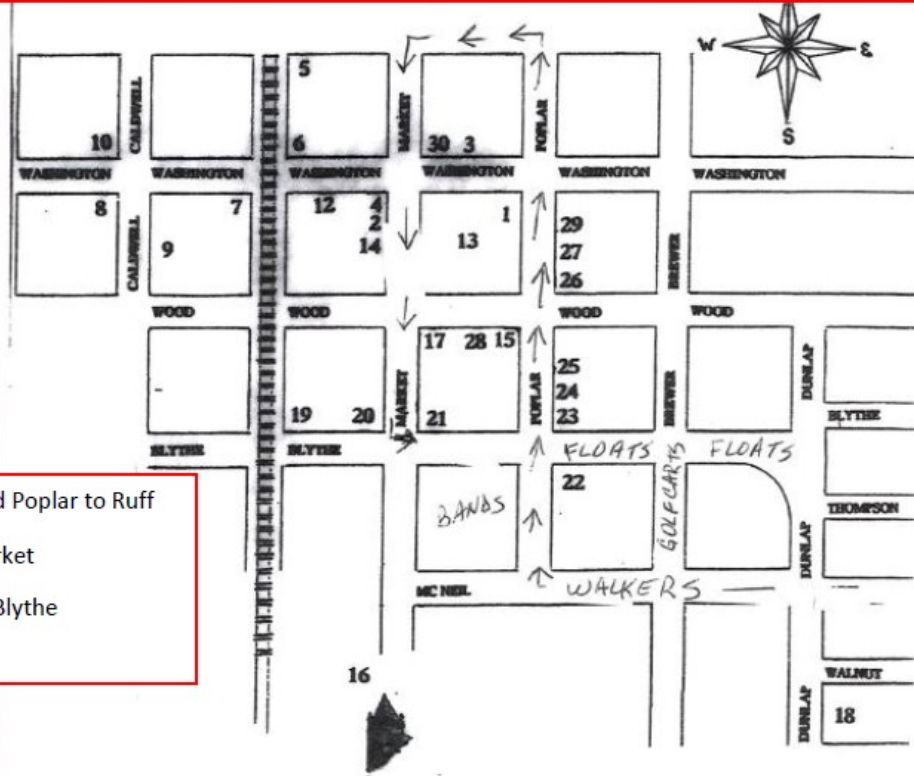 W E
S
5
CALDWELL MARKET POPLAR
10 6 30 3
WASHINGTON WASHINGTON WASHINGTON WASHINGTON WASHINGTON WASHINGTON
8 7 12 4 1
2
29
CALDWELL 9 14 13 27 BREWER
26
WOOD WOOD WOOD WOOD
17 28 15
25 DUNLAP
MARKET POPLAR 24 BREWER
19 20 21 23 BLYTHE
BLYTHE BLYTHE FLOATS FLOATS
d Poplar to Ruff
22
BANDS GOLF CARTS
THOMPSON
rket
DUNLAP
MC NEIL WALKERS
Blythe
16
WALNUT
DUNLAP 18